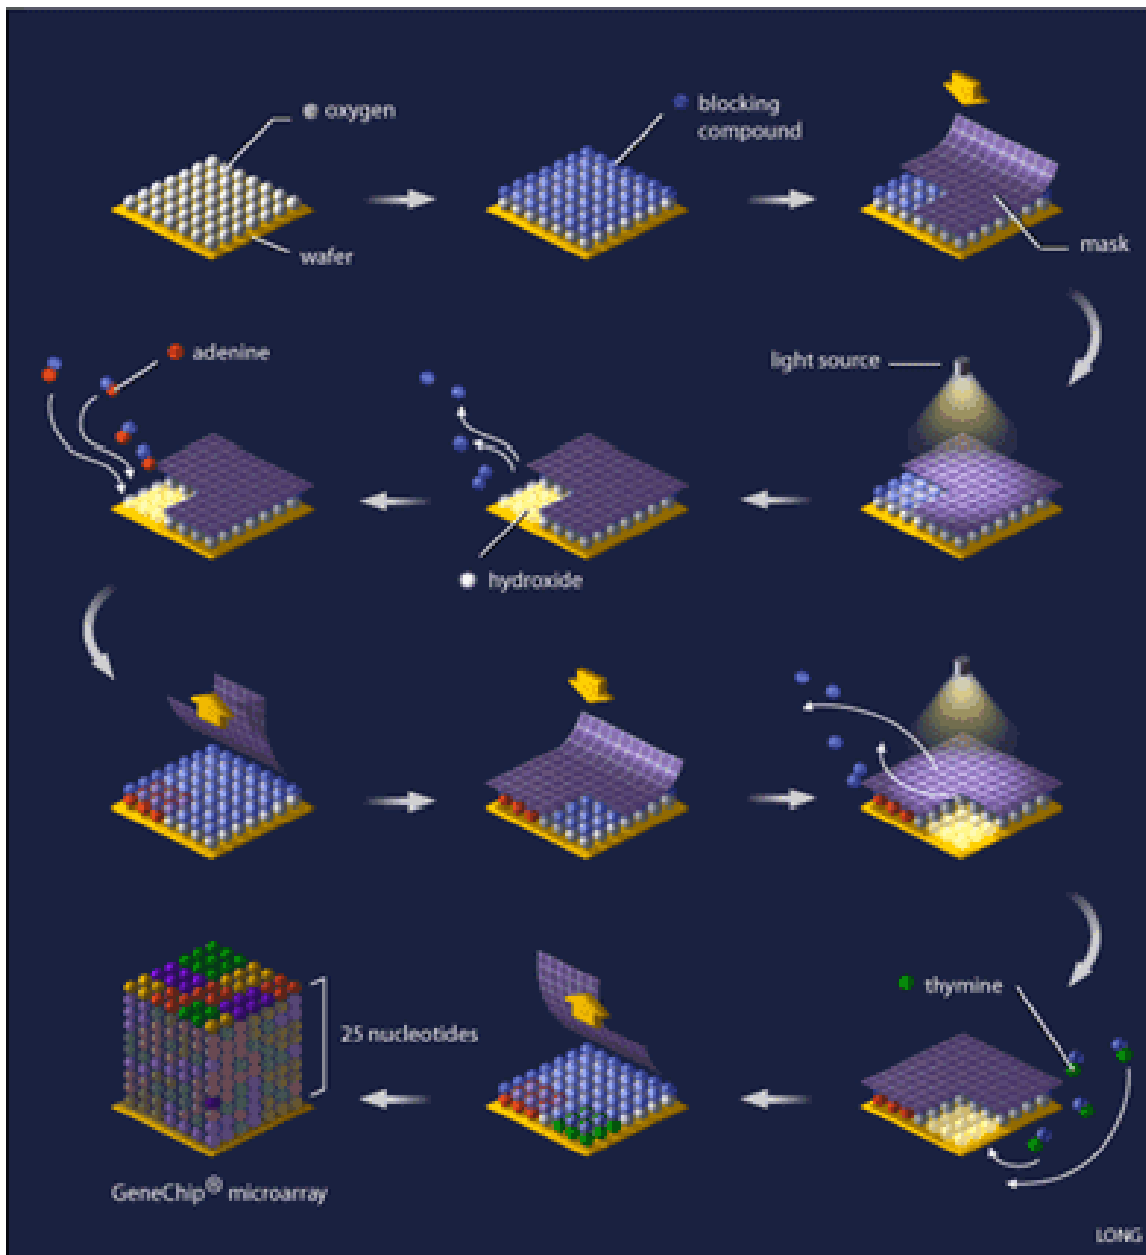 oxygen
blocking
compound
wafer
mask
adenine
light source
hydroxide
thymine
25 nucleotides
GeneChip® microarray
LONG